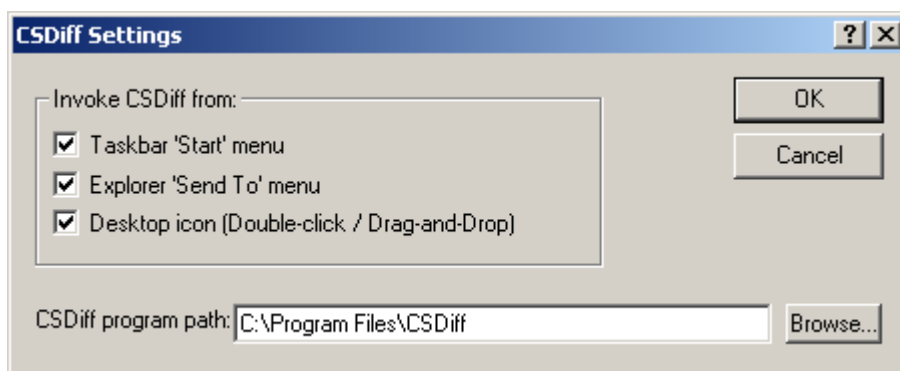 CSDiff Settings
Invoke CSDiff from:
Taskbar 'Start' menu
Explorer 'Send To' menu
Desktop icon (Double-click / Drag-and-Drop)
OK
Cancel
CSDiff program path: C:\Program Files\CSDiff Browse...